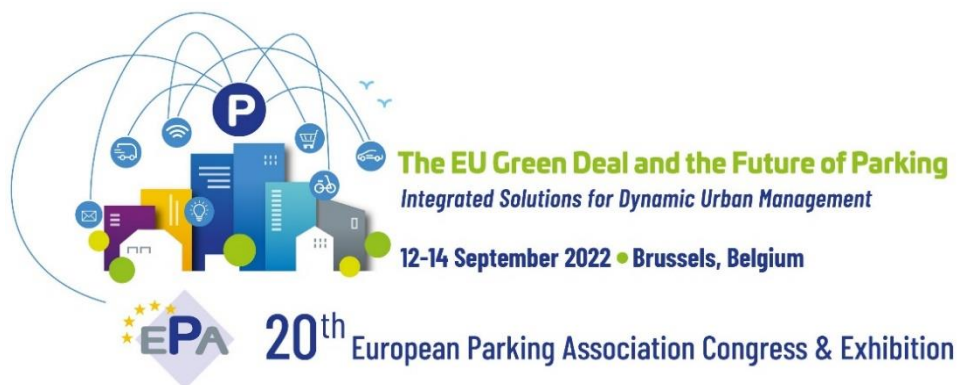 P
The EU Green Deal and the Future of Parking
Integrated Solutions for Dynamic Urban Management
12-14 September 2022 • Brussels, Belgium
EPA
20th European Parking Association Congress & Exhibition